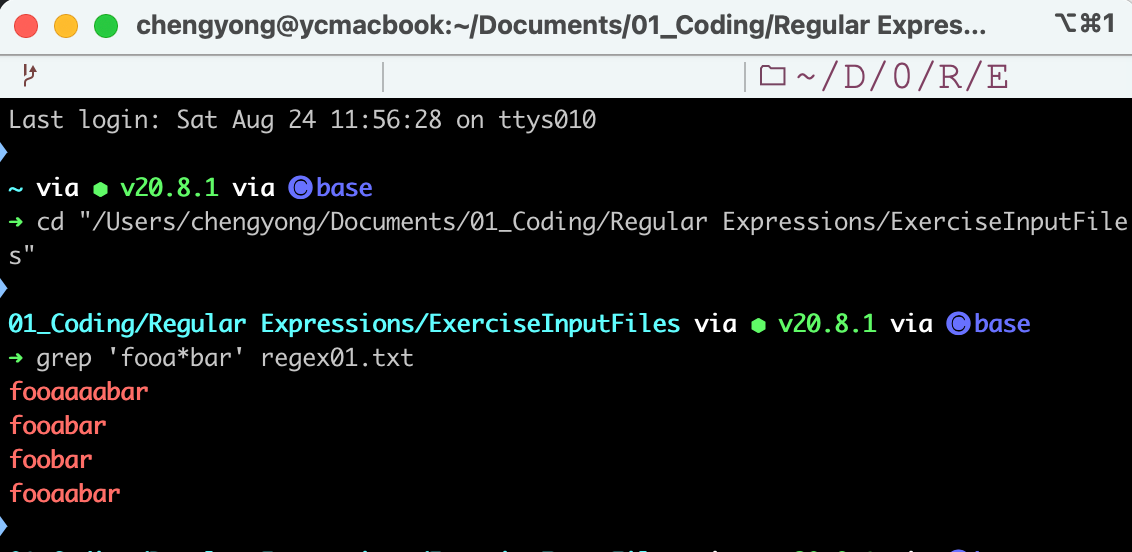 chengyong@ycmacbook:~/Documents/01_Coding/Regular Expres... ⌥⌘1
~/D/0/R/E
Last login: Sat Aug 24 11:56:28 on ttys010
~ via ⬢ v20.8.1 via 🅒 base
➜ cd "/Users/chengyong/Documents/01_Coding/Regular Expressions/ExerciseInputFile
s"
01_Coding/Regular Expressions/ExerciseInputFiles via ⬢ v20.8.1 via 🅒 base
➜ grep 'fooa*bar' regex01.txt
fooaaaabar
fooabar
foobar
fooaabar